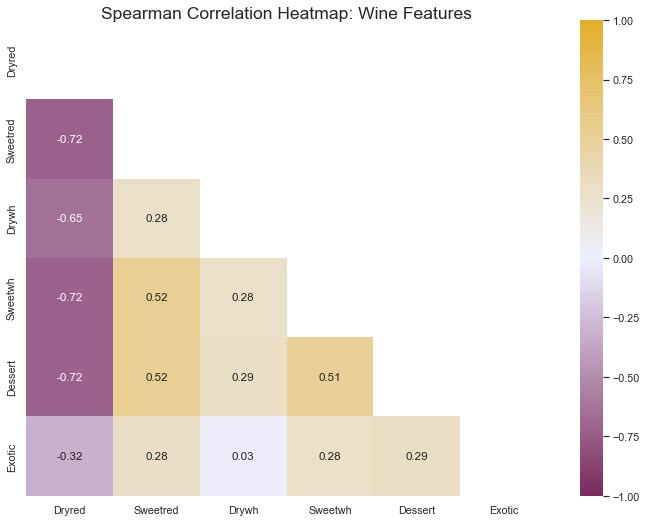 Spearman Correlation Heatmap: Wine Features
Dryred
Sweetred
-0.72
Drywh
-0.65 0.28
Sweetwh
-0.72 0.52 0.28
Dessert
-0.72 0.52 0.29 0.51
Exotic
-0.32 0.28 0.03 0.28 0.29
Dryred Sweetred Drywh Sweetwh Dessert Exotic
1.00
0.75
0.50
0.25
0.00
−0.25
−0.50
−0.75
−1.00